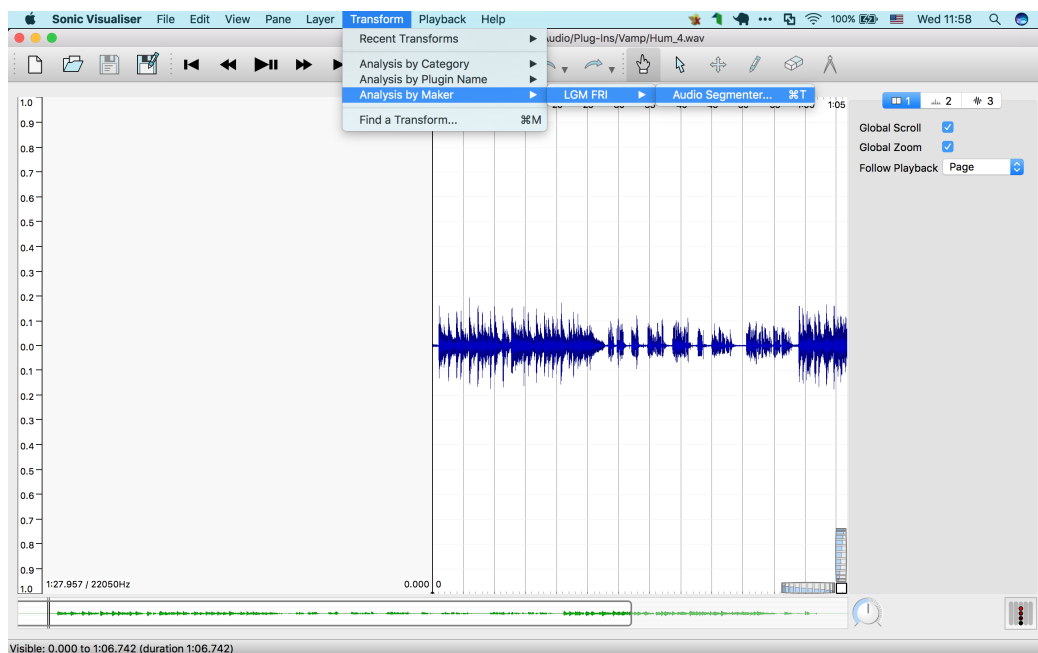 Sonic Visualiser File Edit View Pane Layer Transform Playback Help 100% Wed 11:58
udio/Plug-Ins/Vamp/Hum_4.wav
Recent Transforms
Analysis by Category
Analysis by Plugin Name
Analysis by Maker
LGM FRI
Audio Segmenter... ⌘T
Find a Transform... ⌘M
1:05
1 2 3
Global Scroll
Global Zoom
Follow Playback Page
1.0
0.9
0.8
0.7
0.6
0.5
0.4
0.3
0.2
0.1
0.0
0.1
0.2
0.3
0.4
0.5
0.6
0.7
0.8
0.9
1.0
1:27.957 / 22050Hz
0.000 0
Visible: 0.000 to 1:06.742 (duration 1:06.742)